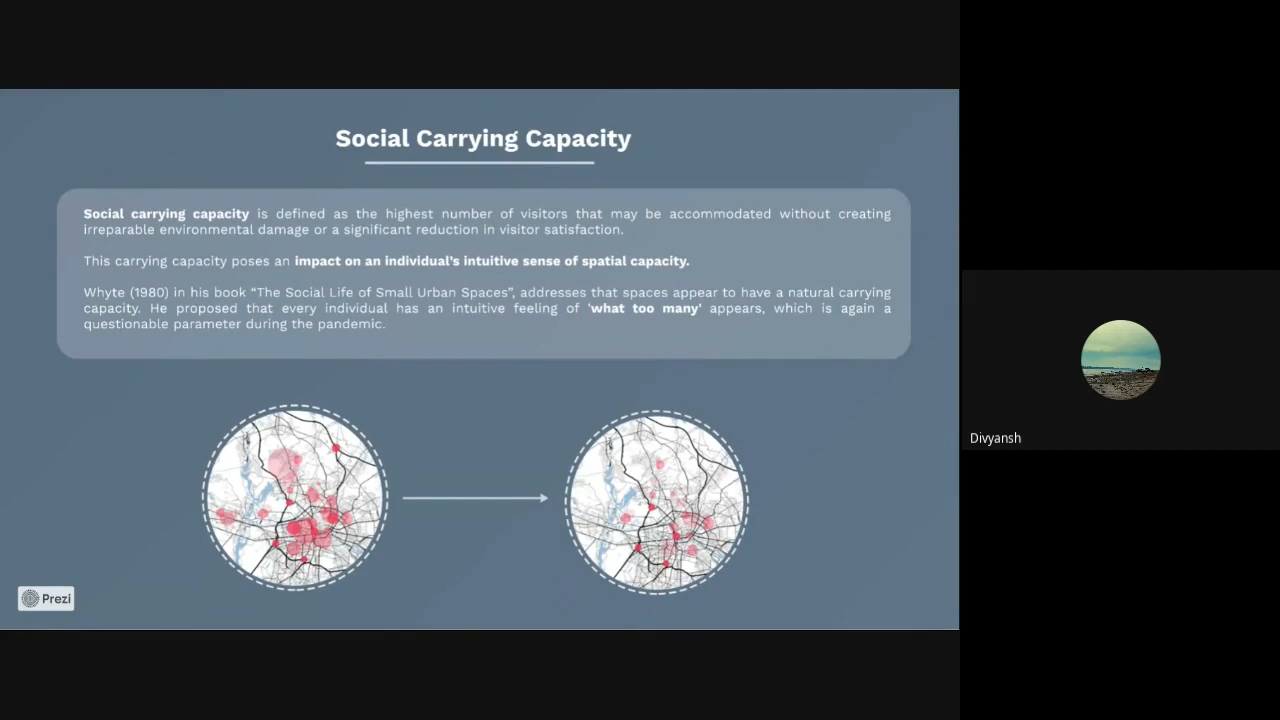 Social Carrying Capacity
Social carrying capacity is defined as the highest number of visitors that may be accommodated without creating
irreparable environmental damage or a significant reduction in visitor satisfaction.
This carrying capacity poses an impact on an individual's intuitive sense of spatial capacity.
Whyte (1980) in his book “The Social Life of Small Urban Spaces”, addresses that spaces appear to have a natural carrying
capacity. He proposed that every individual has an intuitive feeling of 'what too many' appears, which is again a
questionable parameter during the pandemic.
Prezi
Divyansh